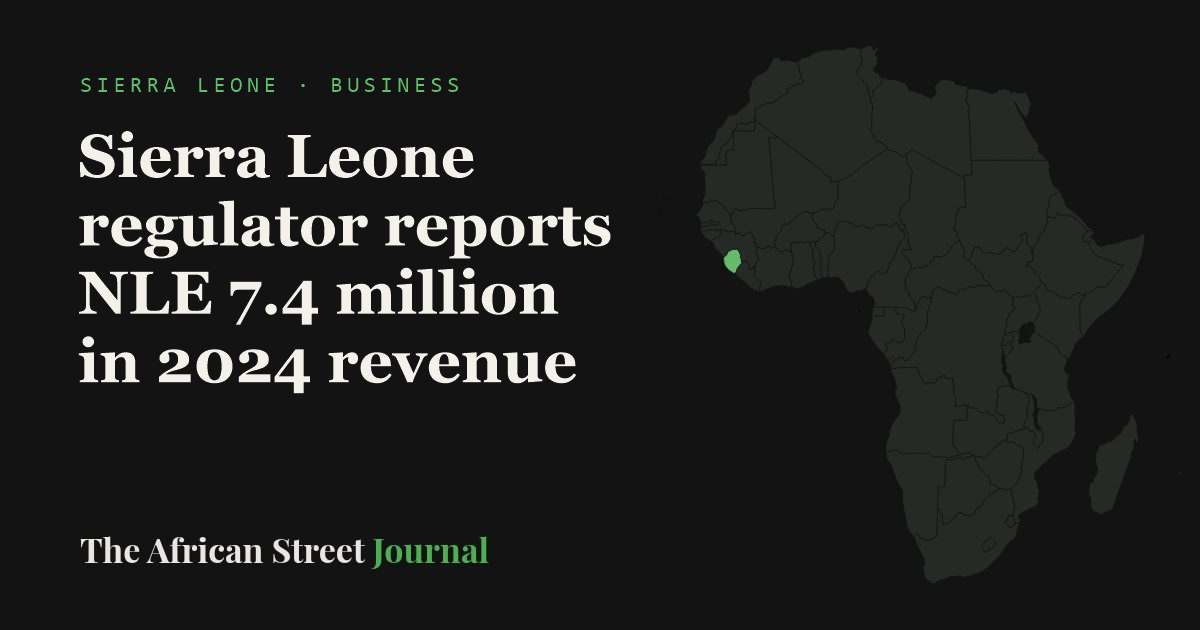 SIERRA LEONE · BUSINESS
Sierra Leone
regulator reports
NLE 7.4 million
in 2024 revenue
The African Street Journal